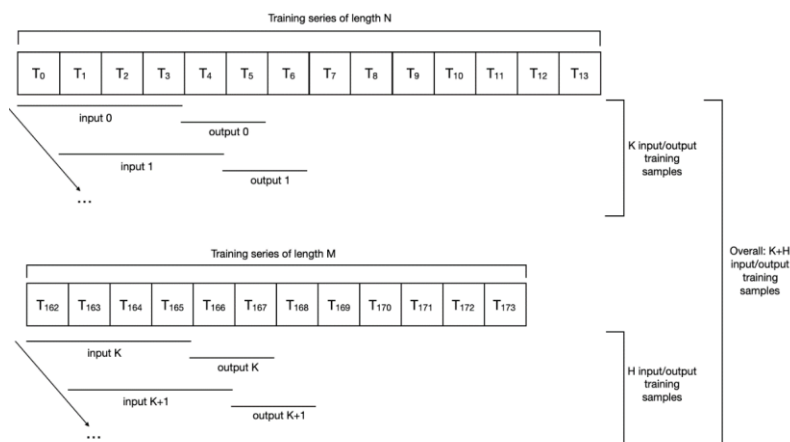 Training series of length N
T0 T1 T2 T3 T4 T5 T6 T7 T8 T9 T10 T11 T12 T13
input 0
output 0
input 1
output 1
...
K input/output
training
samples
Overall: K+H
input/output
training
samples
Training series of length M
T162 T163 T164 T165 T166 T167 T168 T169 T170 T171 T172 T173
input K
output K
input K+1
output K+1
...
H input/output
training
samples